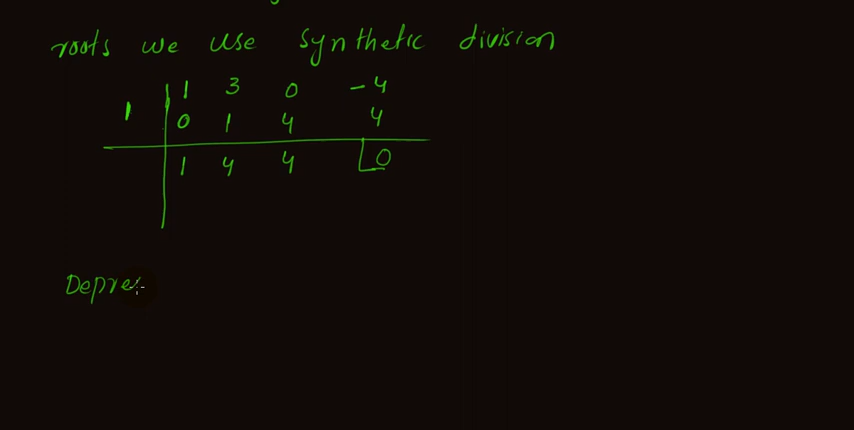 roots we use synthetic division
1 | 1 3 0 -4
0 1 4 4
1 4 4 0
Depre